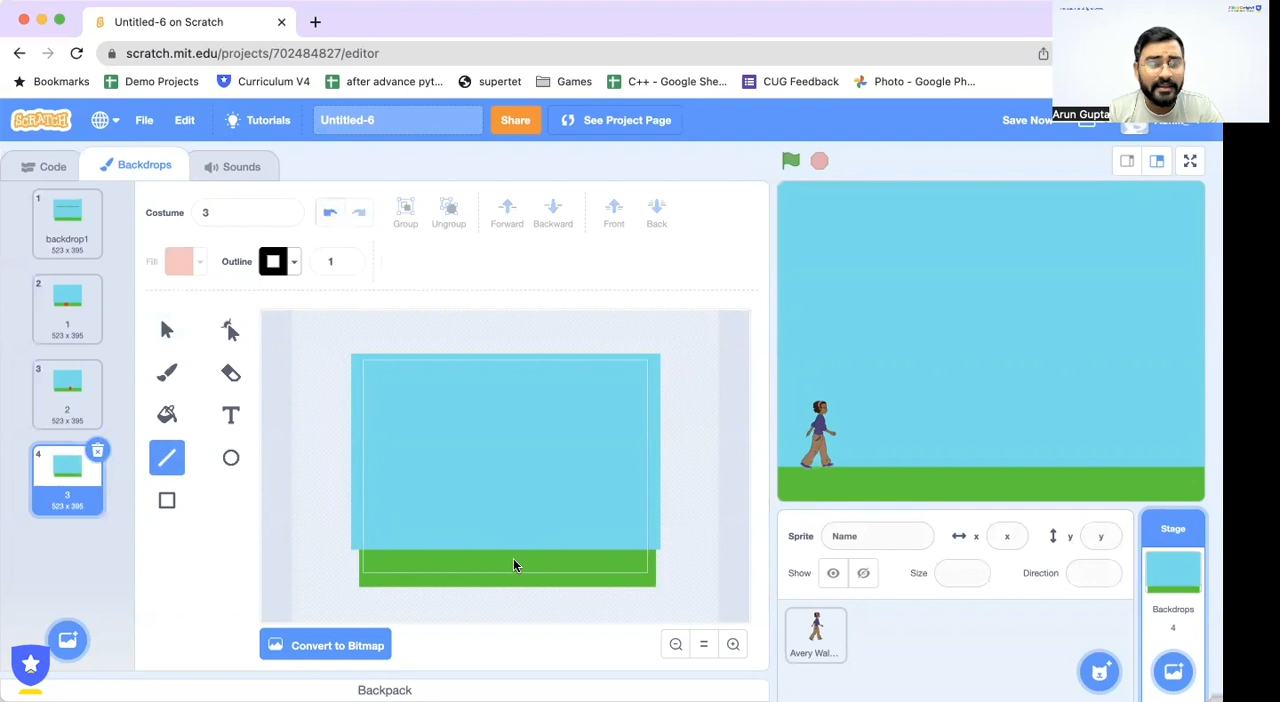 Untitled-6 on Scratch
scratch.mit.edu/projects/702484827/editor
Bookmarks
Demo Projects
Curriculum V4
after advance pyt...
supertet
Games
C++ - Google She...
CUG Feedback
Photo - Google Ph...
Arun Gupta
SCRATCH
File
Edit
Tutorials
Untitled-6
Share
See Project Page
Save Now
Code
Backdrops
Sounds
1
backdrop1
523 x 395
2
1
523 x 395
3
2
523 x 395
4
3
523 x 395
Costume
3
Group
Ungroup
Forward
Backward
Front
Back
Fill
Outline
1
T
Convert to Bitmap
Backpack
Sprite
Name
x
x
y
y
Show
Size
Direction
Avery Wal...
Stage
Backdrops
4